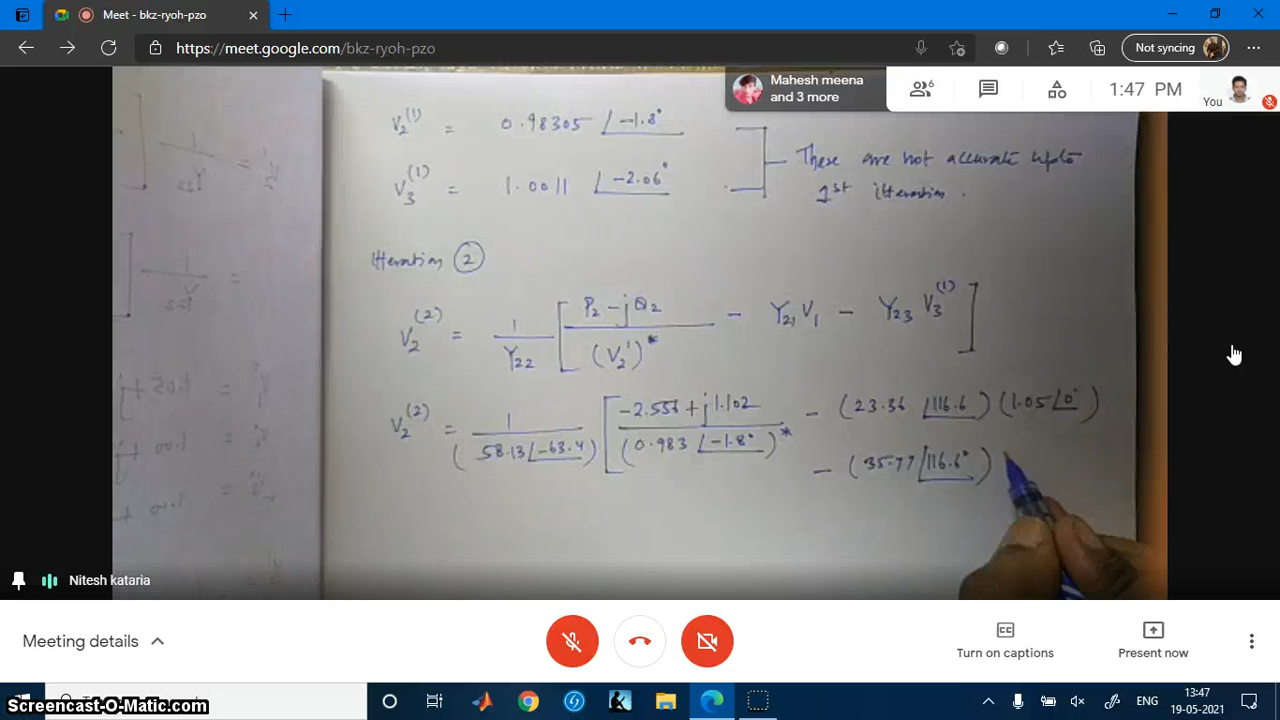 Meet - bkz-ryoh-pzo
https://meet.google.com/bkz-ryoh-pzo
Not syncing
Mahesh meena
and 3 more
6
1:47 PM
You
V₂⁽¹⁾ = 0.98305 ∠-1.8°
V₃⁽¹⁾ = 1.0011 ∠-2.06°
These are not accurate upto
1st iteration.
Iteration ②
V₂⁽²⁾ = 1/Y₂₂ [ (P₂ - jQ₂)/(V₂¹)* - Y₂₁V₁ - Y₂₃V₃⁽¹⁾ ]
V₂⁽²⁾ = 1/(58.13∠-63.4) [ (-2.556 + j1.102)/(0.983 ∠-1.8°)* - (23.36 ∠116.6)(1.05∠0°)
- (35.77∠116.6°)
Nitesh kataria
Meeting details
Turn on captions
Present now
Screencast-O-Matic.com
ENG
13:47
19-05-2021